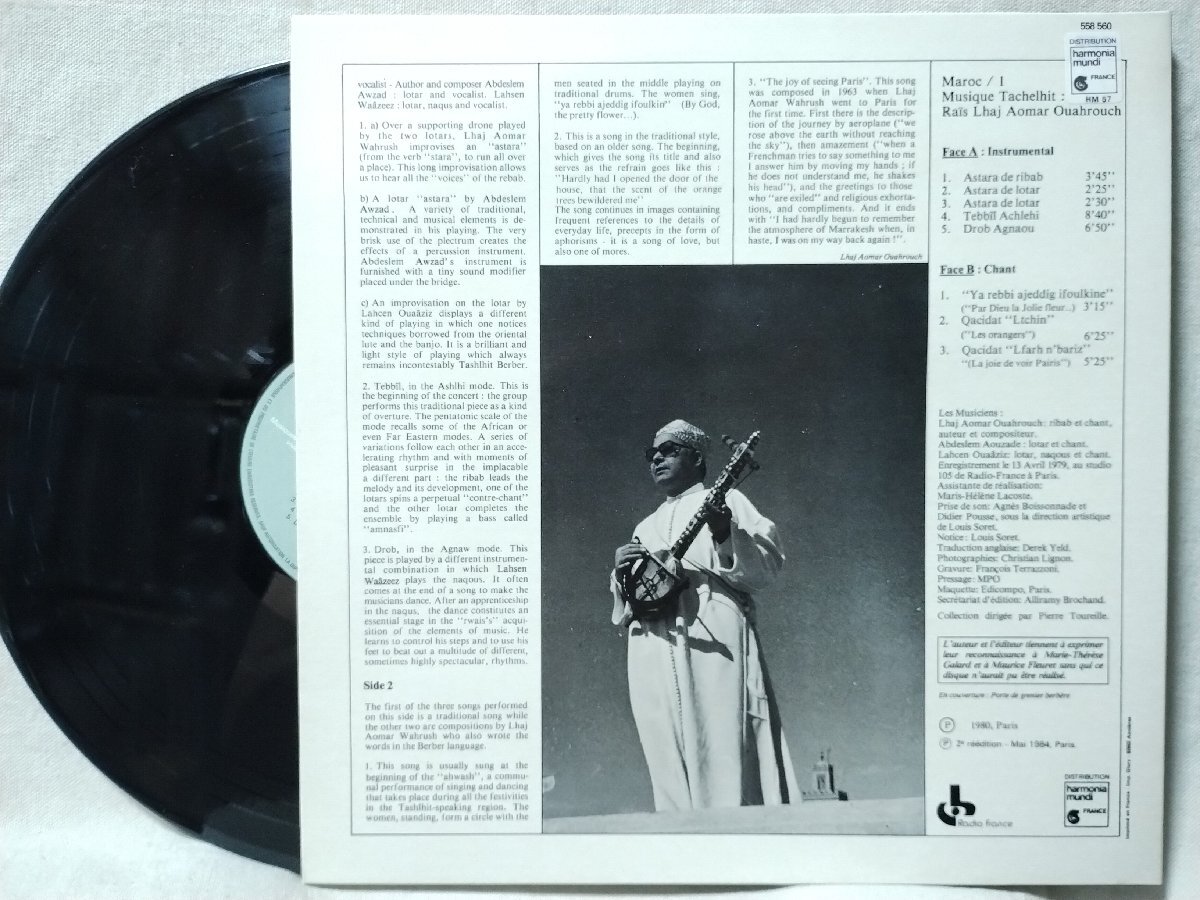 vocalist - Author and composer Abdeslem
Awzad : lotar and vocalist. Lahsen
Waâzeez : lotar, naqus and vocalist.
1. a) Over a supporting drone played
by the two lotars, Lhaj Aomar
Wahrush improvises an "astara"
(from the verb "stara", to run all over
a place). This long improvisation allows
us to hear all the "voices" of the rebab.
b) A lotar "astara" by Abdeslem
Awzad. A variety of traditional,
technical and musical elements is de-
monstrated in his playing. The very
brisk use of the plectrum creates the
effects of a percussion instrument.
Abdeslem Awzad's instrument is
furnished with a tiny sound modifier
placed under the bridge.
c) An improvisation on the lotar by
Lahcen Ouaâziz displays a different
kind of playing in which one notices
techniques borrowed from the oriental
lute and the banjo. It is a brilliant and
light style of playing which always
remains incontestably Tashlhit Berber.
2. Tebbîl, in the Ashlhi mode. This is
the beginning of the concert : the group
performs this traditional piece as a kind
of overture. The pentatonic scale of the
mode recalls some of the African or
even Far Eastern modes. A series of
variations follow each other in an acce-
lerating rhythm and with moments of
pleasant surprise in the implacable
a different part : the ribab leads the
melody and its development, one of the
lotars spins a perpetual "contre-chant"
and the other lotar completes the
ensemble by playing a bass called
"amnasfi".
3. Drob, in the Agnaw mode. This
piece is played by a different instrumen-
tal combination in which Lahsen
Waâzeez plays the naqous. It often
comes at the end of a song to make the
musicians dance. After an apprenticeship
in the naqus, the dance constitutes an
essential stage in the "rwais's" acqui-
sition of the elements of music. He
learns to control his steps and to use his
feet to beat out a multitude of different,
sometimes highly spectacular, rhythms.
Side 2
The first of the three songs performed
on this side is a traditional song while
the other two are compositions by Lhaj
Aomar Wahrush who also wrote the
words in the Berber language.
1. This song is usually sung at the
beginning of the "ahwash", a commu-
nal performance of singing and dancing
that takes place during all the festivities
in the Tashlhit-speaking region. The
women, standing, form a circle with the
men seated in the middle playing on
traditional drums. The women sing,
"ya rebbi ajeddig ifoulkin" (By God,
the pretty flower...).
2. This is a song in the traditional style,
based on an older song. The beginning,
which gives the song its title and also
serves as the refrain goes like this :
"Hardly had I opened the door of the
house, that the scent of the orange
trees bewildered me"
The song continues in images containing
frequent references to the details of
everyday life, precepts in the form of
aphorisms - it is a song of love, but
also one of mores.
3. "The joy of seeing Paris". This song
was composed in 1963 when Lhaj
Aomar Wahrush went to Paris for
the first time. First there is the descrip-
tion of the journey by aeroplane ("we
rose above the earth without reaching
the sky"), then amazement ("when a
Frenchman tries to say something to me
I answer him by moving my hands ; if
he does not understand me, he shakes
his head"), and the greetings to those
who "are exiled" and religious exhorta-
tions, and compliments. And it ends
with "I had hardly begun to remember
the atmosphere of Marrakesh when, in
haste, I was on my way back again !".
Lhaj Aomar Ouahrouch
558 560
DISTRIBUTION
harmonia
mundi
FRANCE
HM 57
Maroc / 1
Musique Tachelhit :
Raïs Lhaj Aomar Ouahrouch
Face A : Instrumental
1. Astara de ribab 3'45''
2. Astara de lotar 2'25''
3. Astara de lotar 2'30''
4. Tebbîl Achlehi 8'40''
5. Drob Agnaou 6'50''
Face B : Chant
1. "Ya rebbi ajeddig ifoulkine"
("Par Dieu la Jolie fleur..) 3'15''
2. Qacidat "Ltchin"
("Les orangers") 6'25''
3. Qacidat "Lfarh n'bariz"
"(La joie de voir Pairis") 5'25''
Les Musiciens :
Lhaj Aomar Ouahrouch: ribab et chant,
auteur et compositeur.
Abdeslem Aouzade : lotar et chant.
Lahcen Ouaâziz: lotar, naqous et chant.
Enregistrement le 13 Avril 1979, au studio
105 de Radio-France à Paris.
Assistante de réalisation:
Maris-Hélène Lacoste.
Prise de son: Agnès Boissonnade et
Didier Pousse, sous la direction artistique
de Louis Soret.
Notice : Louis Soret.
Traduction anglaise: Derek Yeld.
Photographies: Christian Lignon.
Gravure: François Terrazzoni.
Pressage: MPO
Maquette: Edicompo, Paris.
Secrétariat d'édition: Alliramy Brochand.
Collection dirigée par Pierre Toureille.
L'auteur et l'éditeur tiennent à exprimer
leur reconnaissance à Marie-Thérèse
Galard et à Maurice Fleuret sans qui ce
disque n'aurait pu être réalisé.
En couverture : Porte de grenier berbère
Ⓟ 1980, Paris
Ⓟ 2e réédition - Mai 1984, Paris
Radio france
DISTRIBUTION
harmonia
mundi
FRANCE